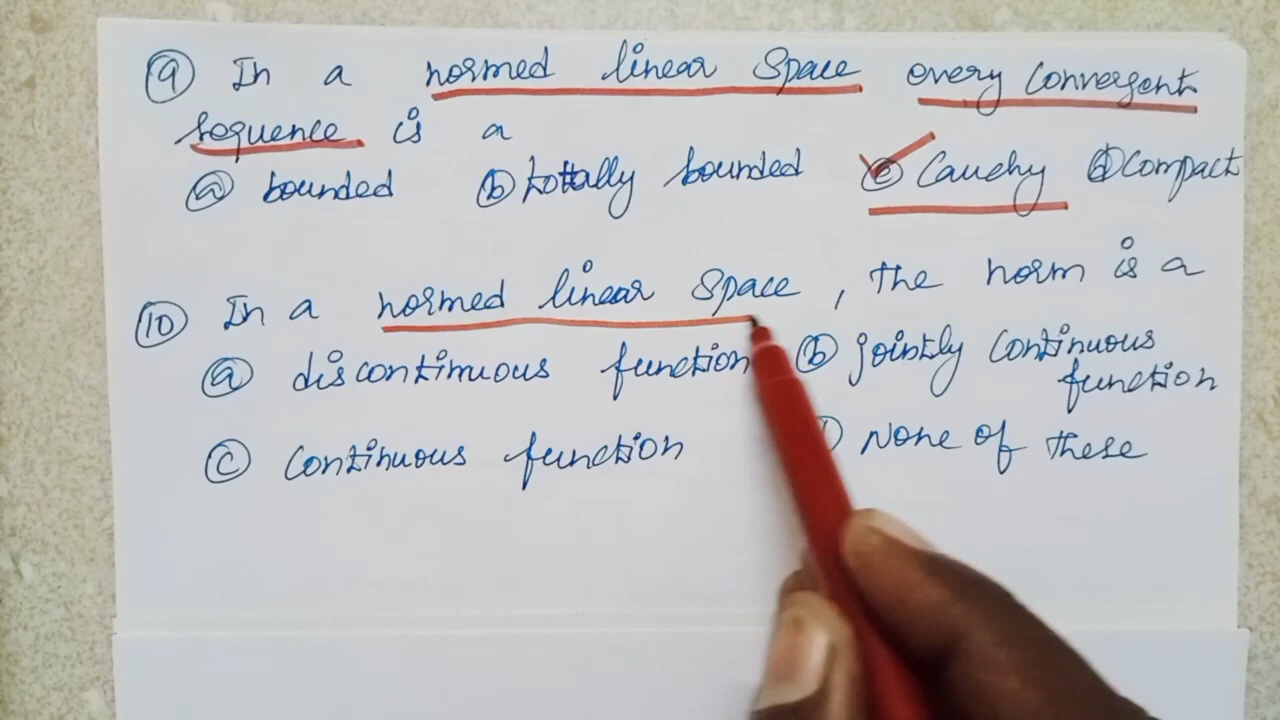 9 In a normed linear space every convergent
sequence is a
a bounded b totally bounded c Cauchy d compact
10 In a normed linear space, the norm is a
a discontinuous function b jointly continuous
function
c continuous function d None of these